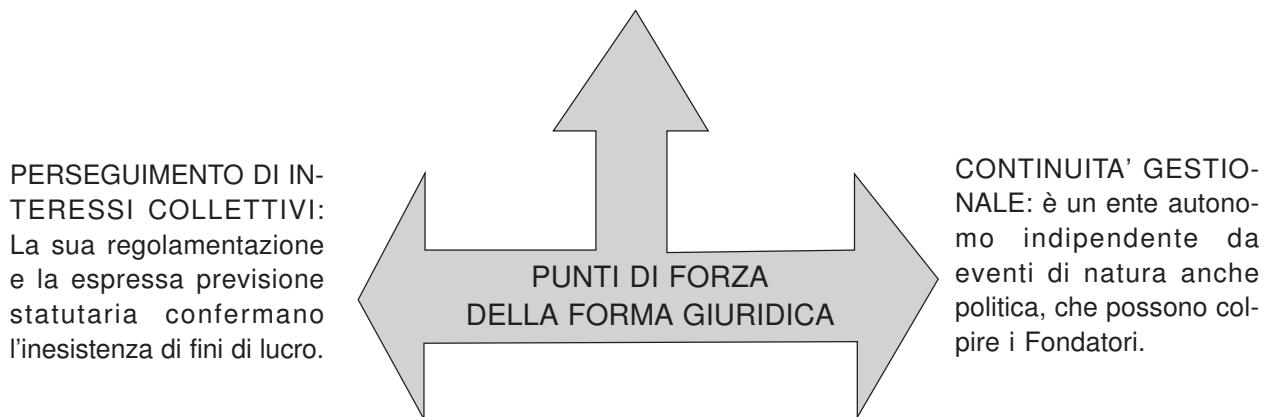 PERSEGUIMENTO DI IN-
TERESSI COLLETTIVI:
La sua regolamentazione
e la espressa previsione
statutaria confermano
l'inesistenza di fini di lucro.
PUNTI DI FORZA
DELLA FORMA GIURIDICA
CONTINUITA' GESTIO-
NALE: è un ente autono-
mo indipendente da
eventi di natura anche
politica, che possono col-
pire i Fondatori.